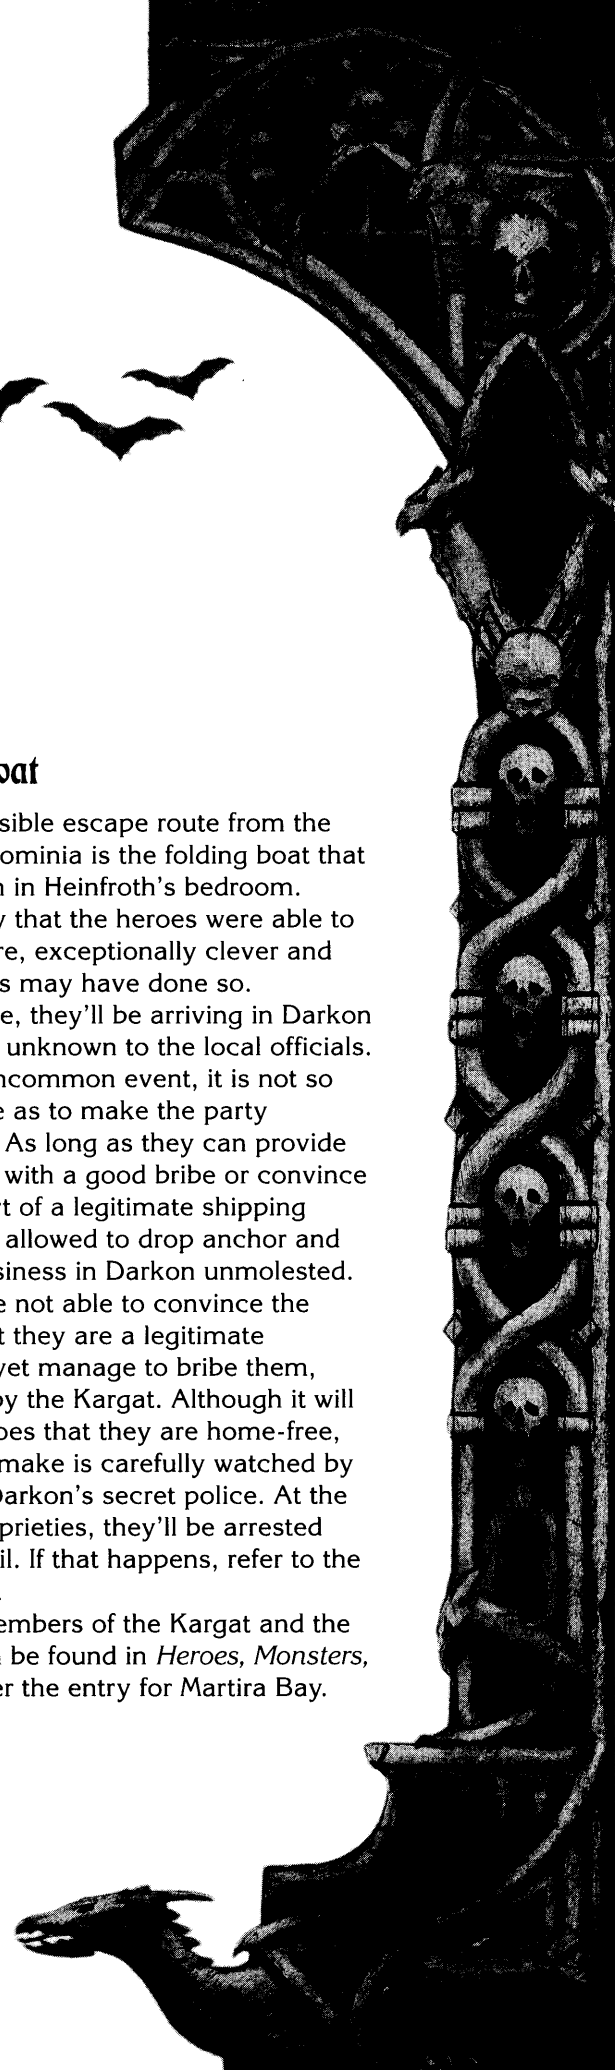 oat
sible escape route from the
ominia is the folding boat that
n in Heinfroth's bedroom.
y that the heroes were able to
re, exceptionally clever and
s may have done so.
e, they'll be arriving in Darkon
unknown to the local officials.
ncommon event, it is not so
e as to make the party
As long as they can provide
with a good bribe or convince
rt of a legitimate shipping
allowed to drop anchor and
siness in Darkon unmolested.
e not able to convince the
t they are a legitimate
yet manage to bribe them,
by the Kargat. Although it will
oes that they are home-free,
make is carefully watched by
Darkon's secret police. At the
prieties, they'll be arrested
il. If that happens, refer to the
.
embers of the Kargat and the
n be found in Heroes, Monsters,
er the entry for Martira Bay.